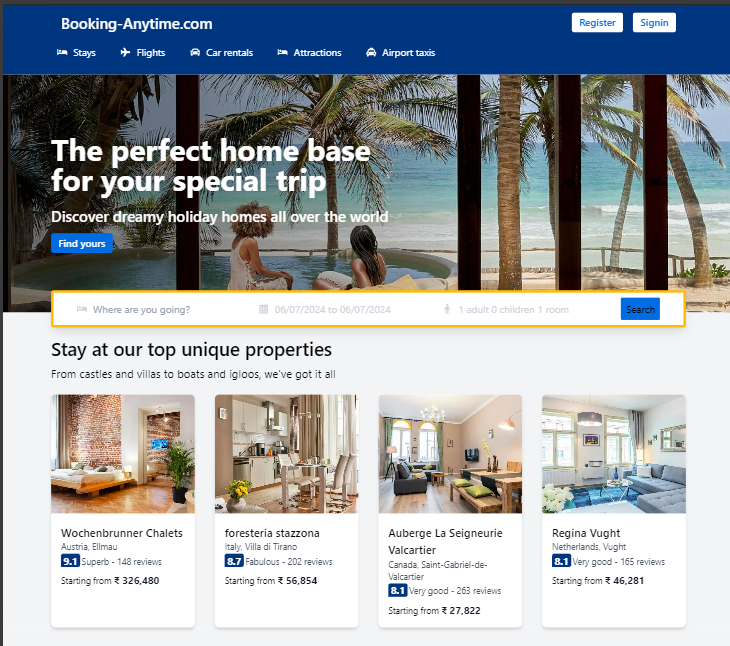 Booking-Anytime.com
Register
Signin
Stays
Flights
Car rentals
Attractions
Airport taxis
The perfect home base
for your special trip
Discover dreamy holiday homes all over the world
Find yours
Where are you going?
06/07/2024 to 06/07/2024
1 adult 0 children 1 room
Search
Stay at our top unique properties
From castles and villas to boats and igloos, we've got it all
Wochenbrunner Chalets
Austria, Ellmau
9.1 Superb - 148 reviews
Starting from ₹ 326,480
foresteria stazzona
Italy, Villa di Tirano
8.7 Fabulous - 202 reviews
Starting from ₹ 56,854
Auberge La Seigneurie
Valcartier
Canada, Saint-Gabriel-de-
Valcartier
8.1 Very good - 263 reviews
Starting from ₹ 27,822
Regina Vught
Netherlands, Vught
8.1 Very good - 165 reviews
Starting from ₹ 46,281